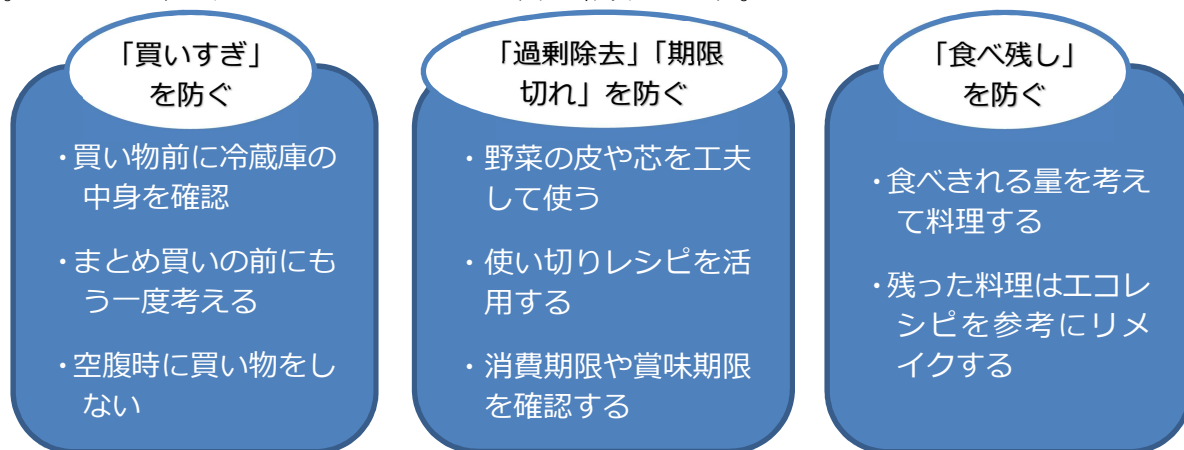 「買いすぎ」
を防ぐ
・買い物前に冷蔵庫の
中身を確認
・まとめ買いの前にも
う一度考える
・空腹時に買い物をし
ない
「過剰除去」「期限
切れ」を防ぐ
・野菜の皮や芯を工夫
して使う
・使い切りレシピを活
用する
・消費期限や賞味期限
を確認する
「食べ残し」
を防ぐ
・食べきれる量を考え
て料理する
・残った料理はエコレ
シピを参考にリメ
イクする